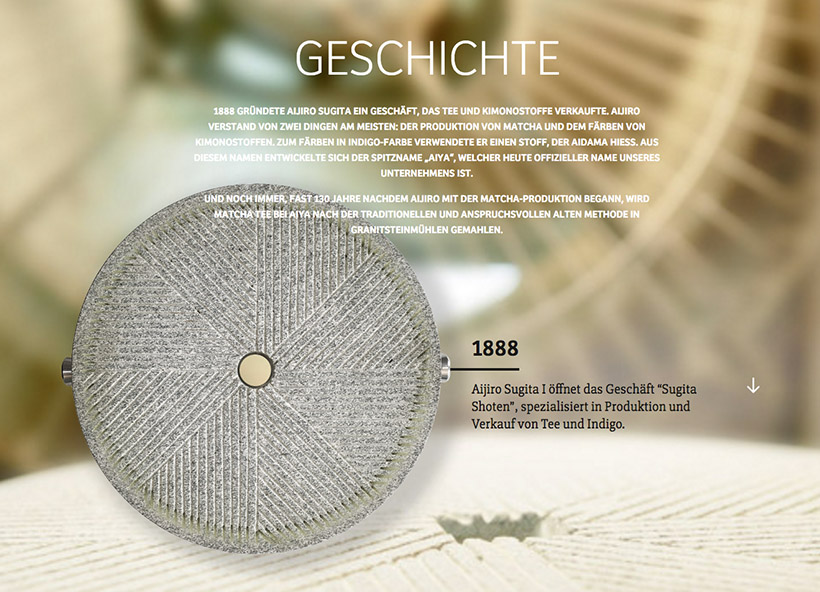 GESCHICHTE
1888 GRÜNDETE AIJIRO SUGITA EIN GESCHÄFT, DAS TEE UND KIMONOSTOFFE VERKAUFTE. AIJIRO
VERSTAND VON ZWEI DINGEN AM MEISTEN: DER PRODUKTION VON MATCHA UND DEM FÄRBEN VON
KIMONOSTOFFEN. ZUM FÄRBEN IN INDIGO-FARBE VERWENDETE ER EINEN STOFF, DER AIDAMA HIESS. AUS
DIESEM NAMEN ENTWICKELTE SICH DER SPITZNAME „AIYA“, WELCHER HEUTE OFFIZIELLER NAME UNSERES
UNTERNEHMENS IST.
UND NOCH IMMER, FAST 130 JAHRE NACHDEM AIJIRO MIT DER MATCHA-PRODUKTION BEGANN, WIRD
MATCHA TEE BEI AIYA NACH DER TRADITIONELLEN UND ANSPRUCHSVOLLEN ALTEN METHODE IN
GRANITSTEINMÜHLEN GEMAHLEN.
1888
Aijiro Sugita I öffnet das Geschäft “Sugita
Shoten”, spezialisiert in Produktion und
Verkauf von Tee und Indigo.